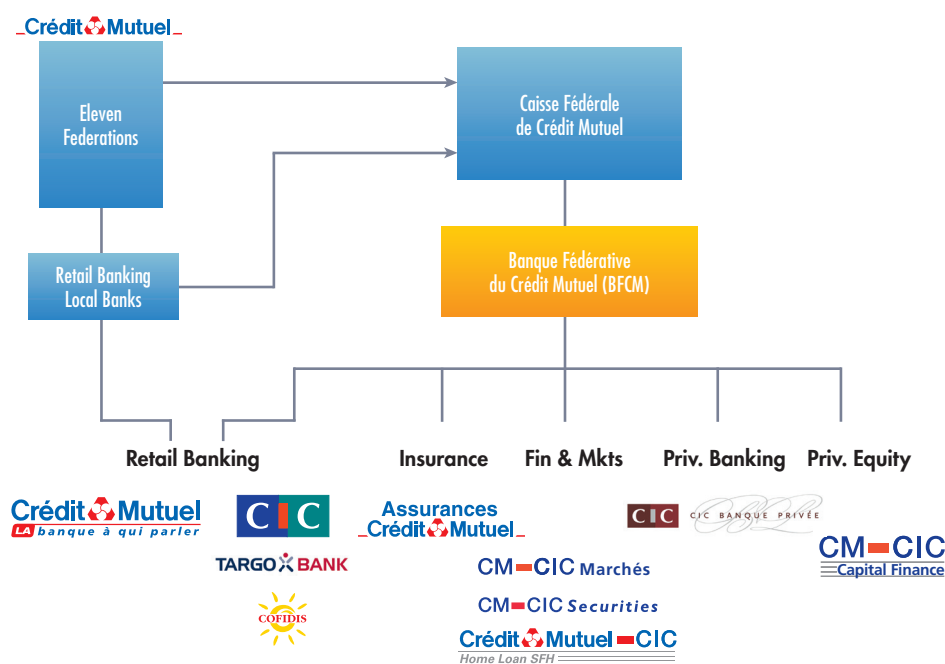 Crédit Mutuel
Eleven
Federations
Caisse Fédérale
de Crédit Mutuel
Retail Banking
Local Banks
Banque Fédérative
du Crédit Mutuel (BFCM)
Retail Banking
Insurance
Fin & Mkts
Priv. Banking
Priv. Equity
Crédit Mutuel
LA banque à qui parler
CIC
TARGO BANK
COFIDIS
Assurances
Crédit Mutuel
CM-CIC Marchés
CM-CIC Securities
Crédit Mutuel-CIC
Home Loan SFH
CIC CIC BANQUE PRIVÉE
CM-CIC
Capital Finance